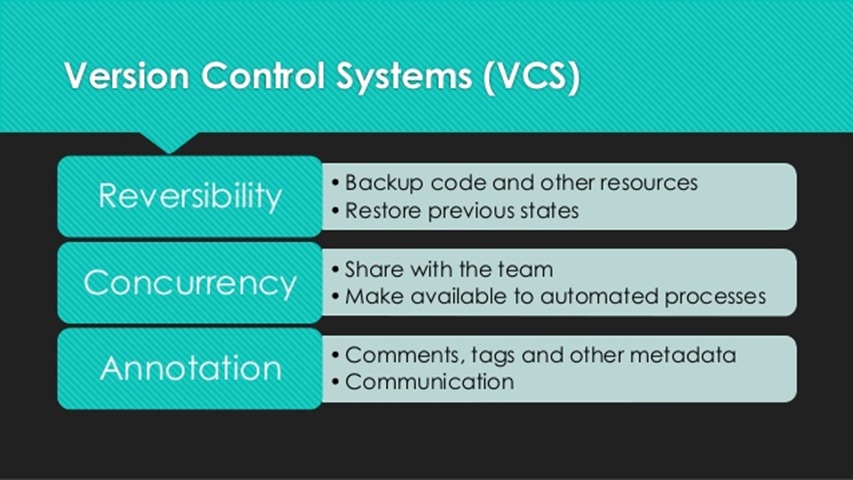 Version Control Systems (VCS)
Reversibility
• Backup code and other resources
• Restore previous states
Concurrency
• Share with the team
• Make available to automated processes
Annotation
• Comments, tags and other metadata
• Communication